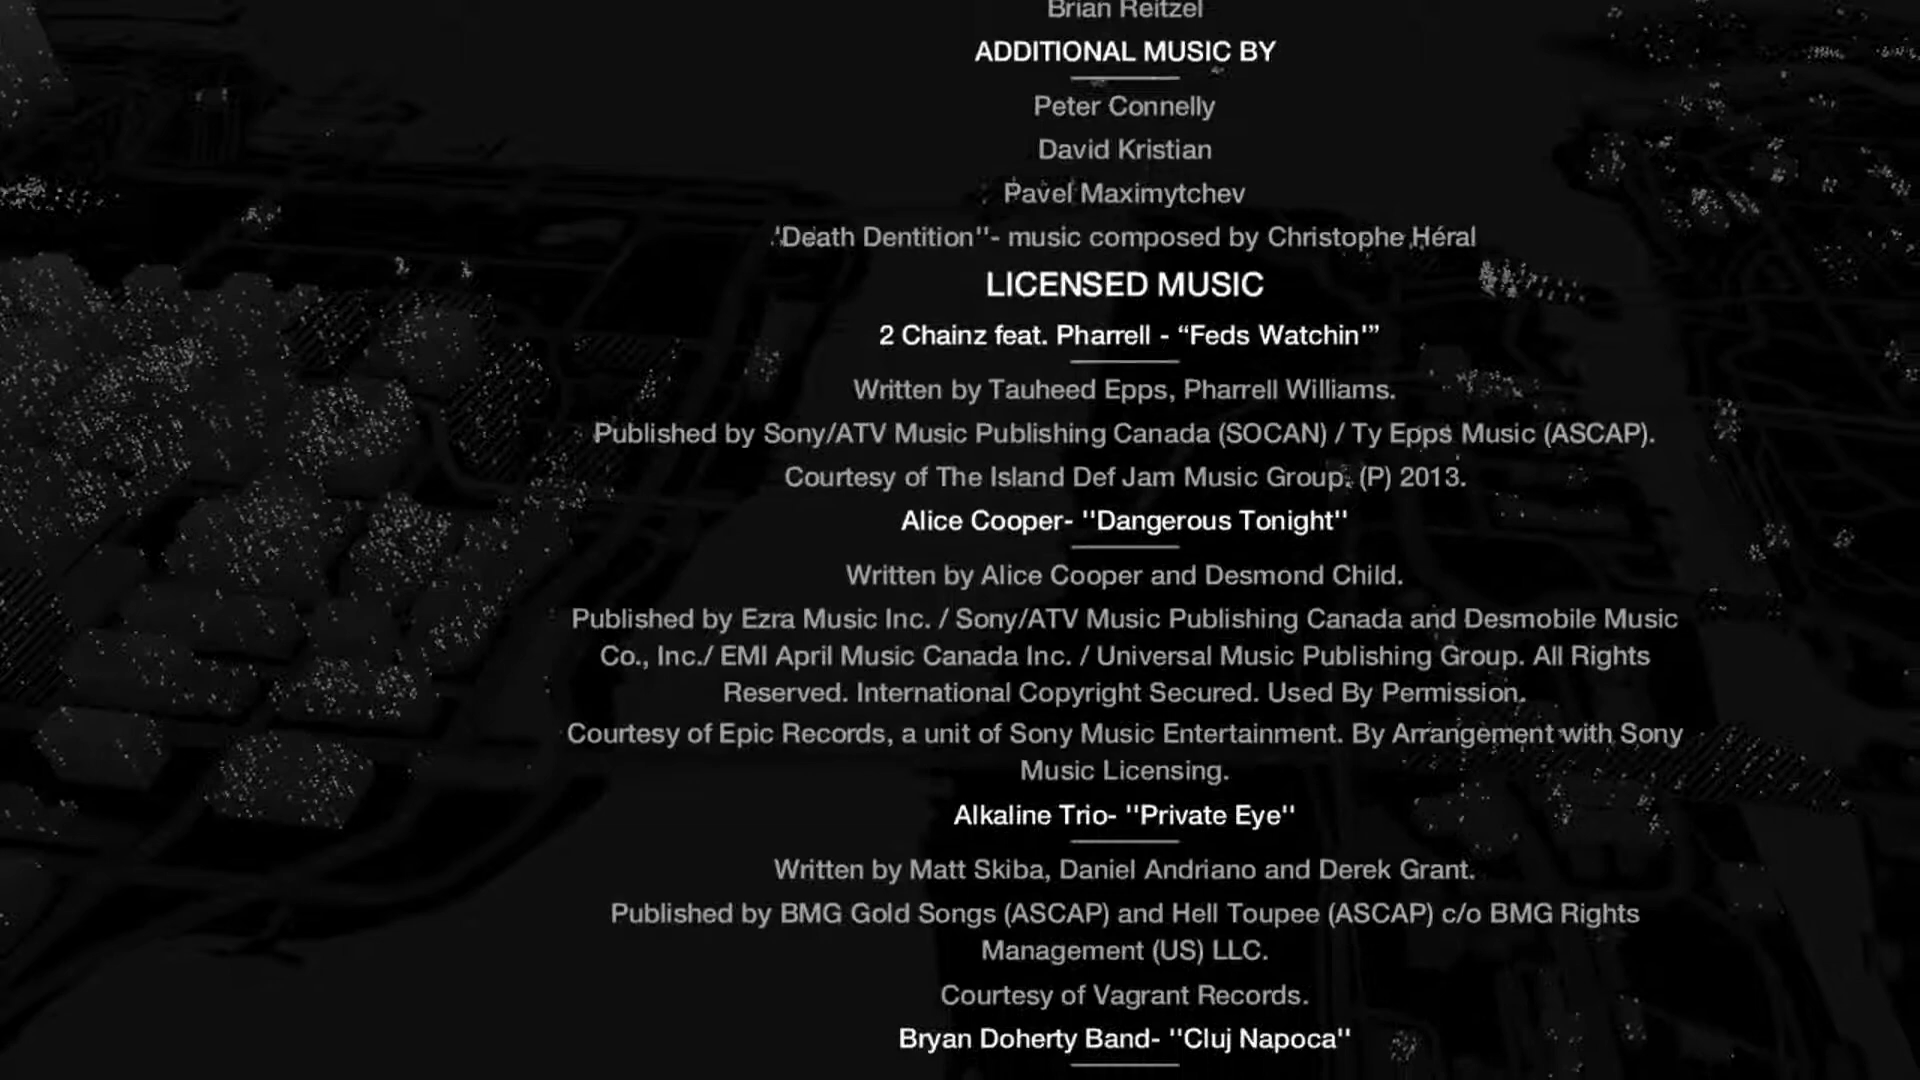 Brian Reitzel
ADDITIONAL MUSIC BY
Peter Connelly
David Kristian
Pavel Maximytchev
''Death Dentition''- music composed by Christophe Héral
LICENSED MUSIC
2 Chainz feat. Pharrell - “Feds Watchin'”
Written by Tauheed Epps, Pharrell Williams.
Published by Sony/ATV Music Publishing Canada (SOCAN) / Ty Epps Music (ASCAP).
Courtesy of The Island Def Jam Music Group. (P) 2013.
Alice Cooper- ''Dangerous Tonight''
Written by Alice Cooper and Desmond Child.
Published by Ezra Music Inc. / Sony/ATV Music Publishing Canada and Desmobile Music
Co., Inc./ EMI April Music Canada Inc. / Universal Music Publishing Group. All Rights
Reserved. International Copyright Secured. Used By Permission.
Courtesy of Epic Records, a unit of Sony Music Entertainment. By Arrangement with Sony
Music Licensing.
Alkaline Trio- ''Private Eye''
Written by Matt Skiba, Daniel Andriano and Derek Grant.
Published by BMG Gold Songs (ASCAP) and Hell Toupee (ASCAP) c/o BMG Rights
Management (US) LLC.
Courtesy of Vagrant Records.
Bryan Doherty Band- ''Cluj Napoca''